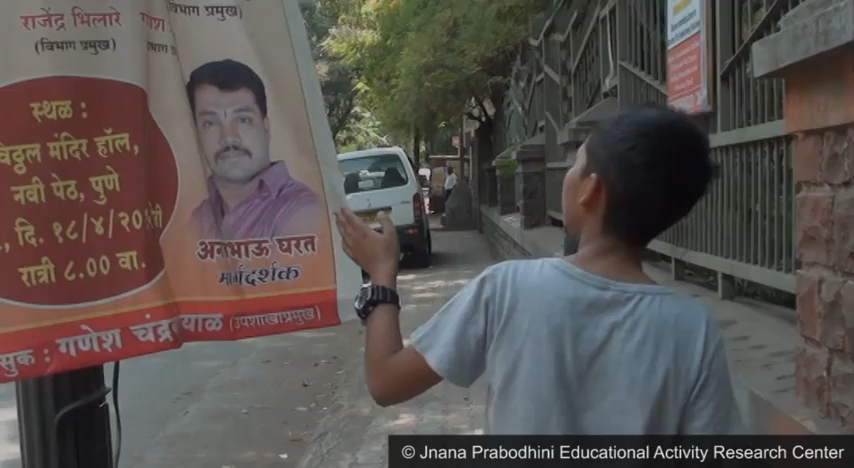 राजेंद्र भिलारे
(विभाग प्रमुख)
विभाग प्रमुख)
स्थळ :
विठ्ठल मंदिर हॉल,
नवी पेठ, पुणे
दि. १८/४/२०
रात्री ८.०० वा.
घरत
मार्गदर्शक
सुक : गणेश चंद्र याळ (उपशाखाप्रमुख)
© Jnana Prabodhini Educational Activity Research Center